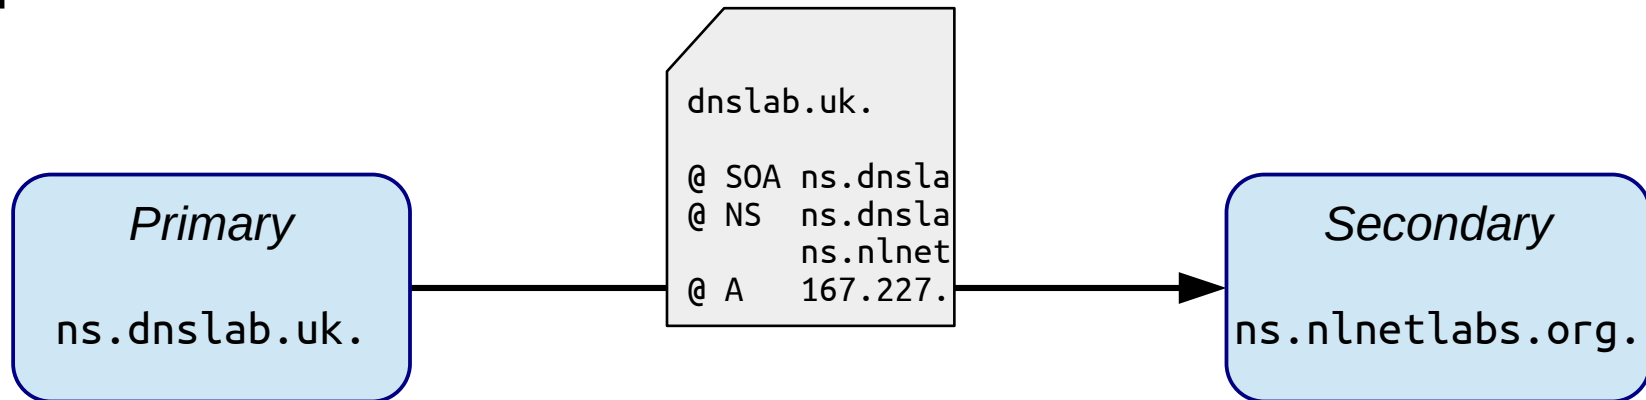 dnslab.uk.
@ SOA ns.dnsla
@ NS  ns.dnsla
ns.nlnet
@ A   167.227.
Primary
ns.dnslab.uk.
Secondary
ns.nlnetlabs.org.